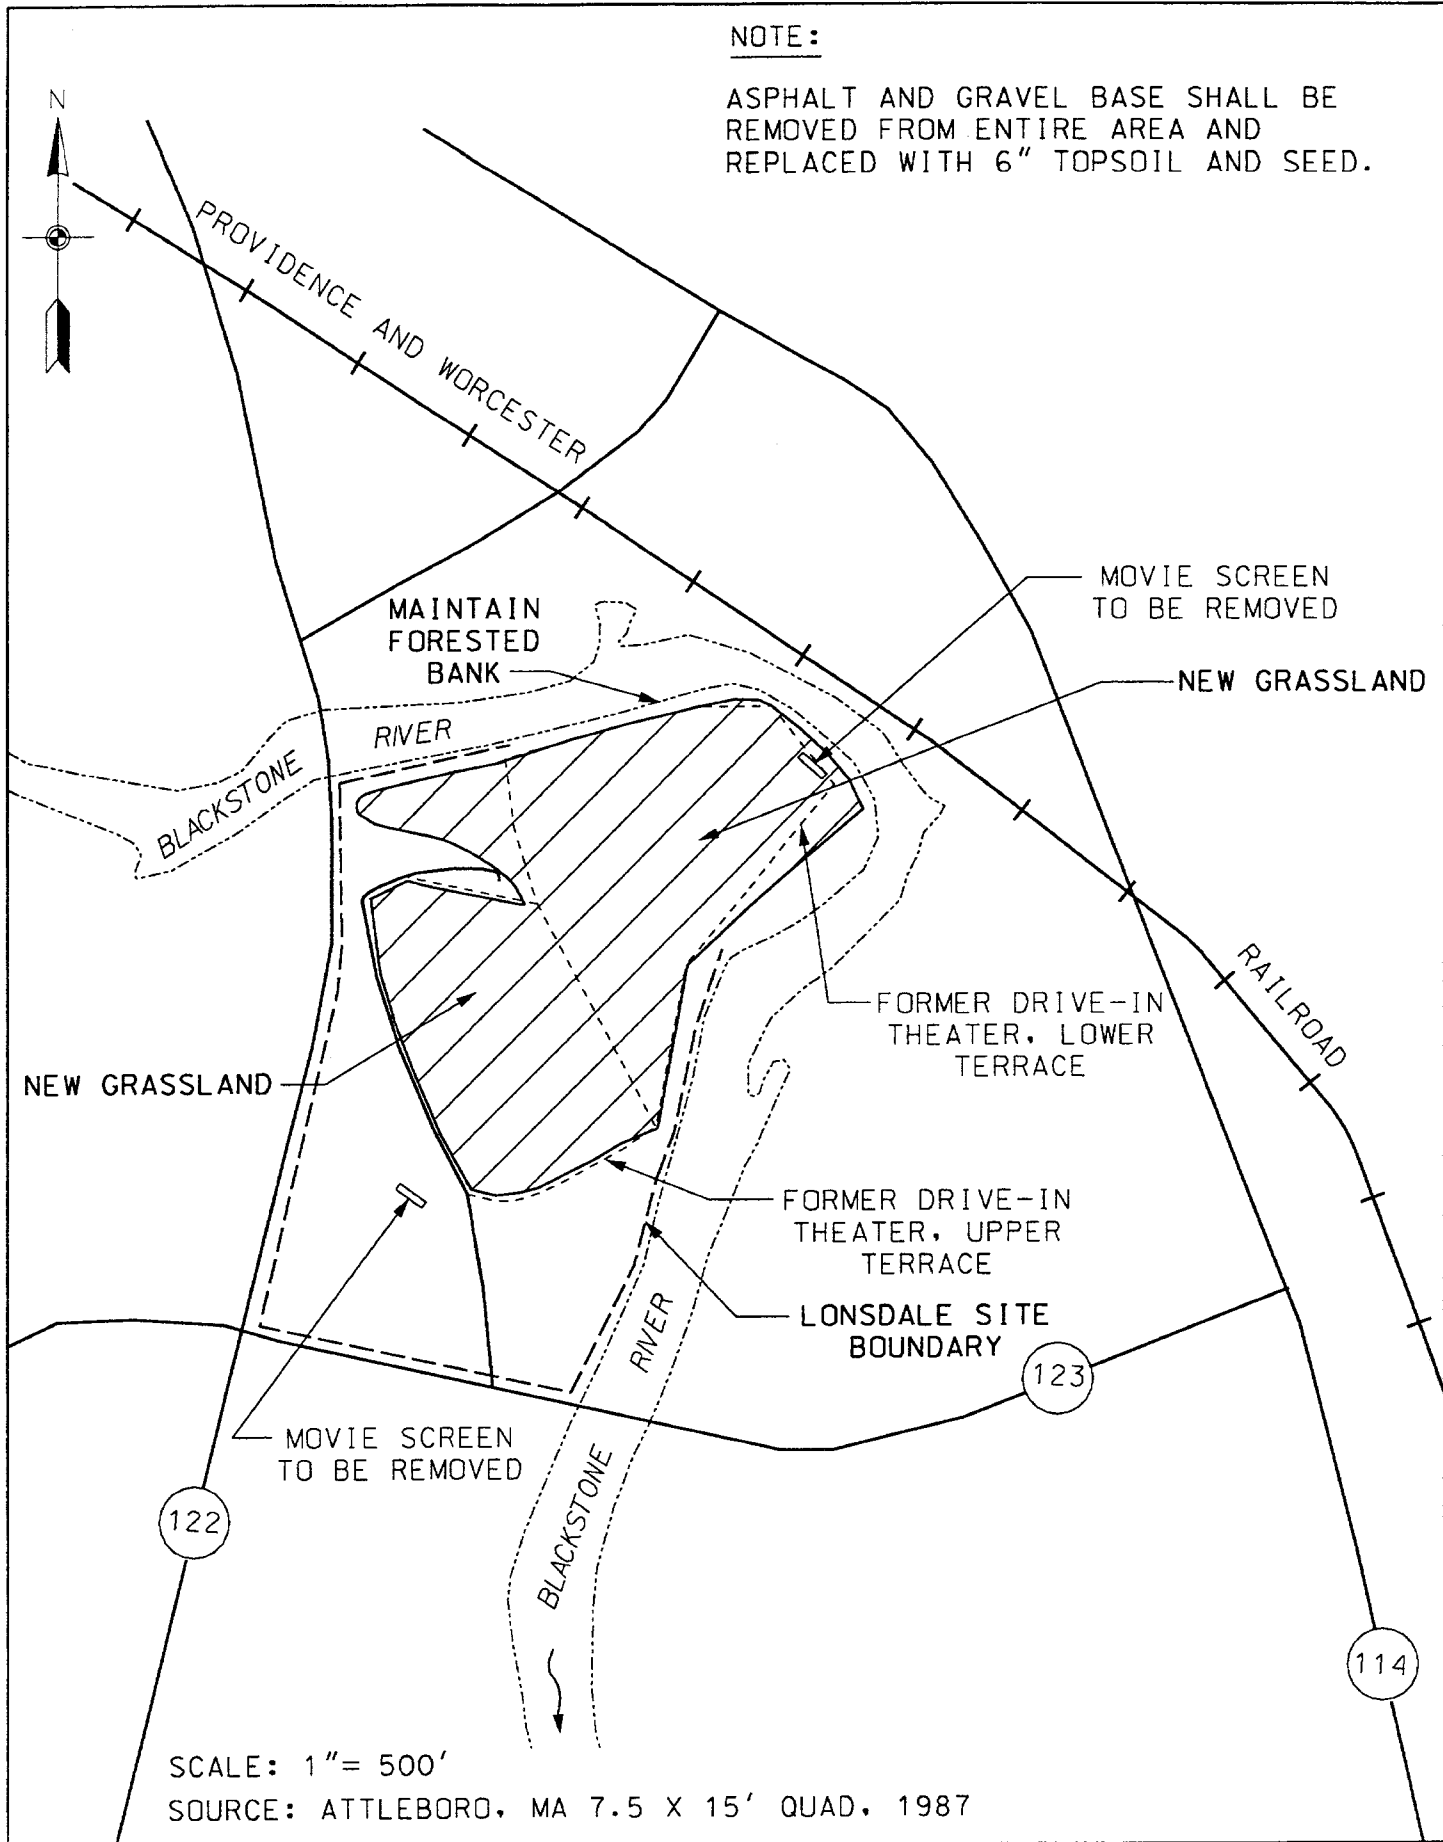 NOTE:
ASPHALT AND GRAVEL BASE SHALL BE
REMOVED FROM ENTIRE AREA AND
REPLACED WITH 6" TOPSOIL AND SEED.
N
PROVIDENCE AND WORCESTER
MOVIE SCREEN
TO BE REMOVED
MAINTAIN
FORESTED
BANK
NEW GRASSLAND
BLACKSTONE RIVER
RAILROAD
FORMER DRIVE-IN
THEATER, LOWER
TERRACE
NEW GRASSLAND
FORMER DRIVE-IN
THEATER, UPPER
TERRACE
LONSDALE SITE
BOUNDARY
BLACKSTONE RIVER
123
MOVIE SCREEN
TO BE REMOVED
122
114
SCALE: 1"= 500'
SOURCE: ATTLEBORO, MA 7.5 X 15' QUAD, 1987